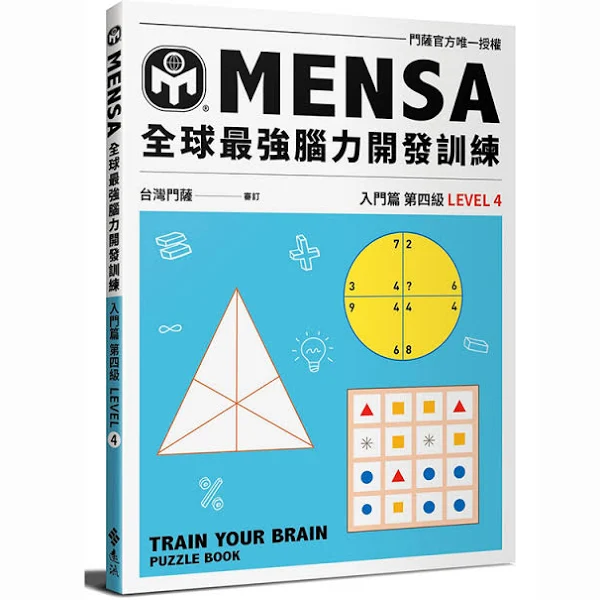 MENSA 全球最強腦力開發訓練 入門篇 第四級 LEVEL 4
遠流
門薩官方唯一授權
® MENSA
全球最強腦力開發訓練
台灣門薩 審訂
入門篇 第四級 LEVEL 4
7 2
3 4 ? 6
9 4 4 4
6 8
%
TRAIN YOUR BRAIN
PUZZLE BOOK